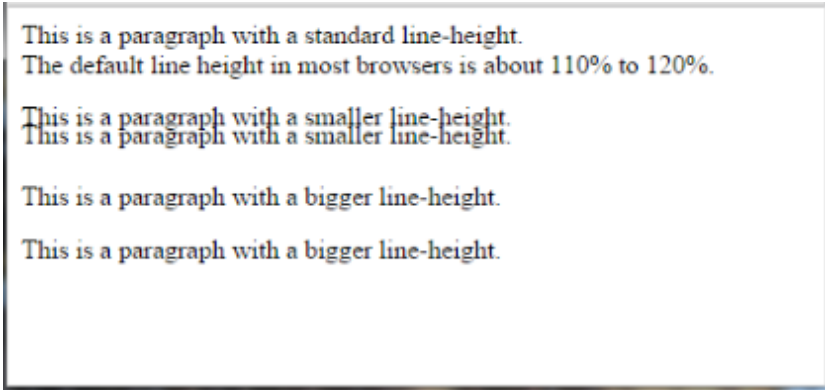 This is a paragraph with a standard line-height.
The default line height in most browsers is about 110% to 120%.
This is a paragraph with a smaller line-height.
This is a paragraph with a smaller line-height.
This is a paragraph with a bigger line-height.
This is a paragraph with a bigger line-height.